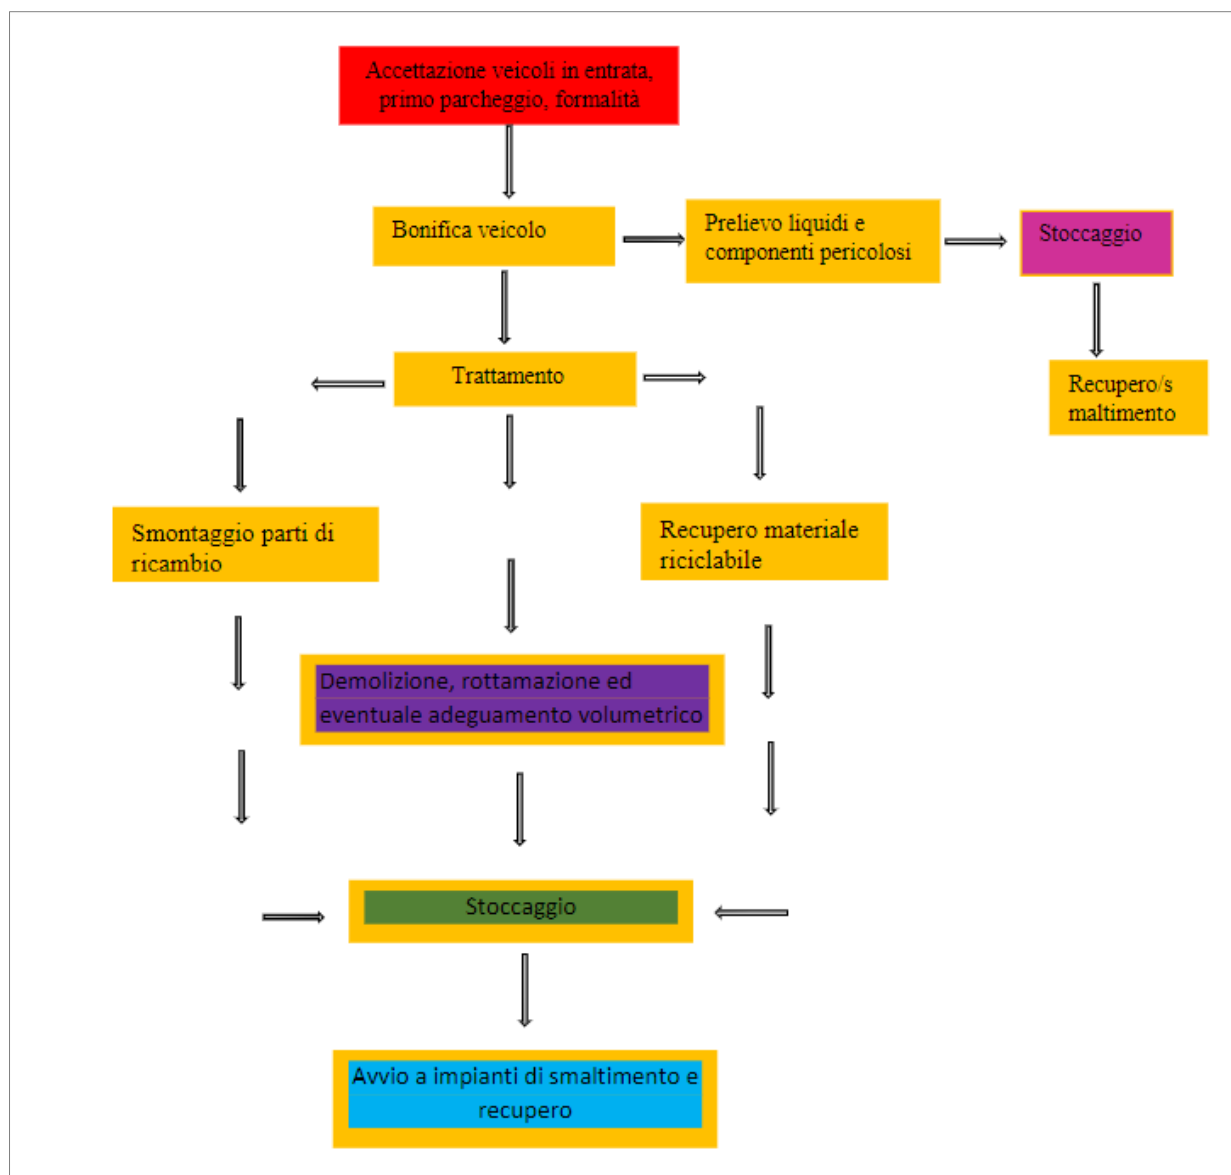 Accettazione veicoli in entrata,
primo parcheggio, formalità
Bonifica veicolo
Prelievo liquidi e
componenti pericolosi
Stoccaggio
Trattamento
Recupero/s
maltimento
Smontaggio parti di
ricambio
Recupero materiale
riciclabile
Demolizione, rottamazione ed
eventuale adeguamento volumetrico
Stoccaggio
Avvio a impianti di smaltimento e
recupero